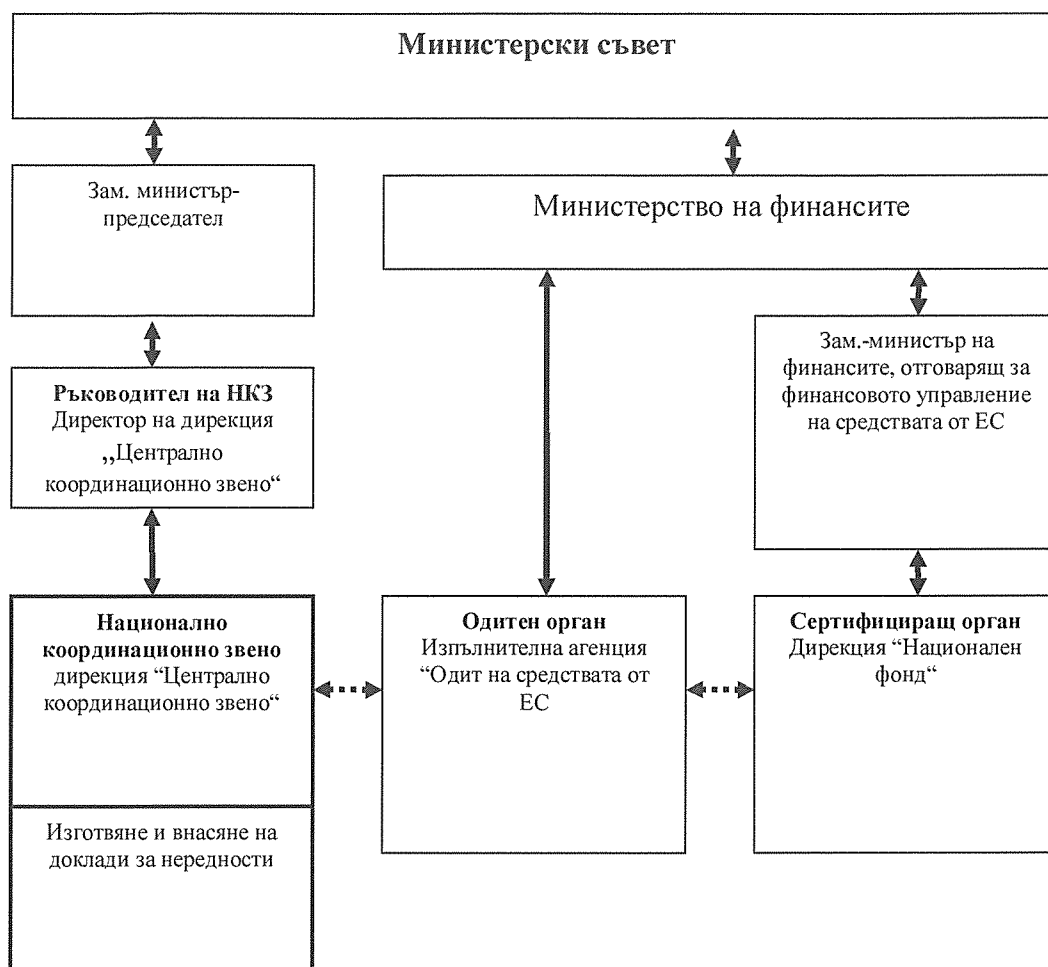 Министерски съвет
Зам. министър-
председател
Министерство на финансите
Зам.-министър на
финансите, отговарящ за
финансовото управление
на средствата от ЕС
Ръководител на НКЗ
Директор на дирекция
„Централно
координационно звено“
Национално
координационно звено
дирекция “Централно
координационно звено“
Одитен орган
Изпълнителна агенция
“Одит на средствата от
ЕС
Сертифициращ орган
Дирекция “Национален
фонд“
Изготвяне и внасяне на
доклади за нередности